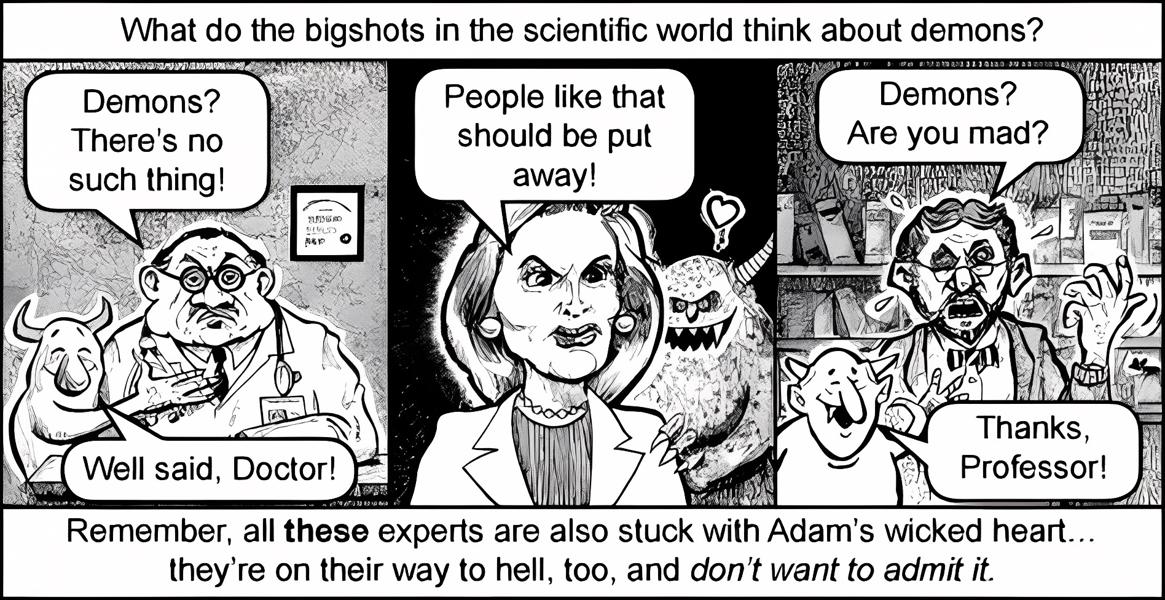 What do the bigshots in the scientific world think about demons?
Demons?
There's no
such thing!
Well said, Doctor!
People like that
should be put
away!
Demons?
Are you mad?
Thanks,
Professor!
Remember, all these experts are also stuck with Adam's wicked heart...
they're on their way to hell, too, and don't want to admit it.